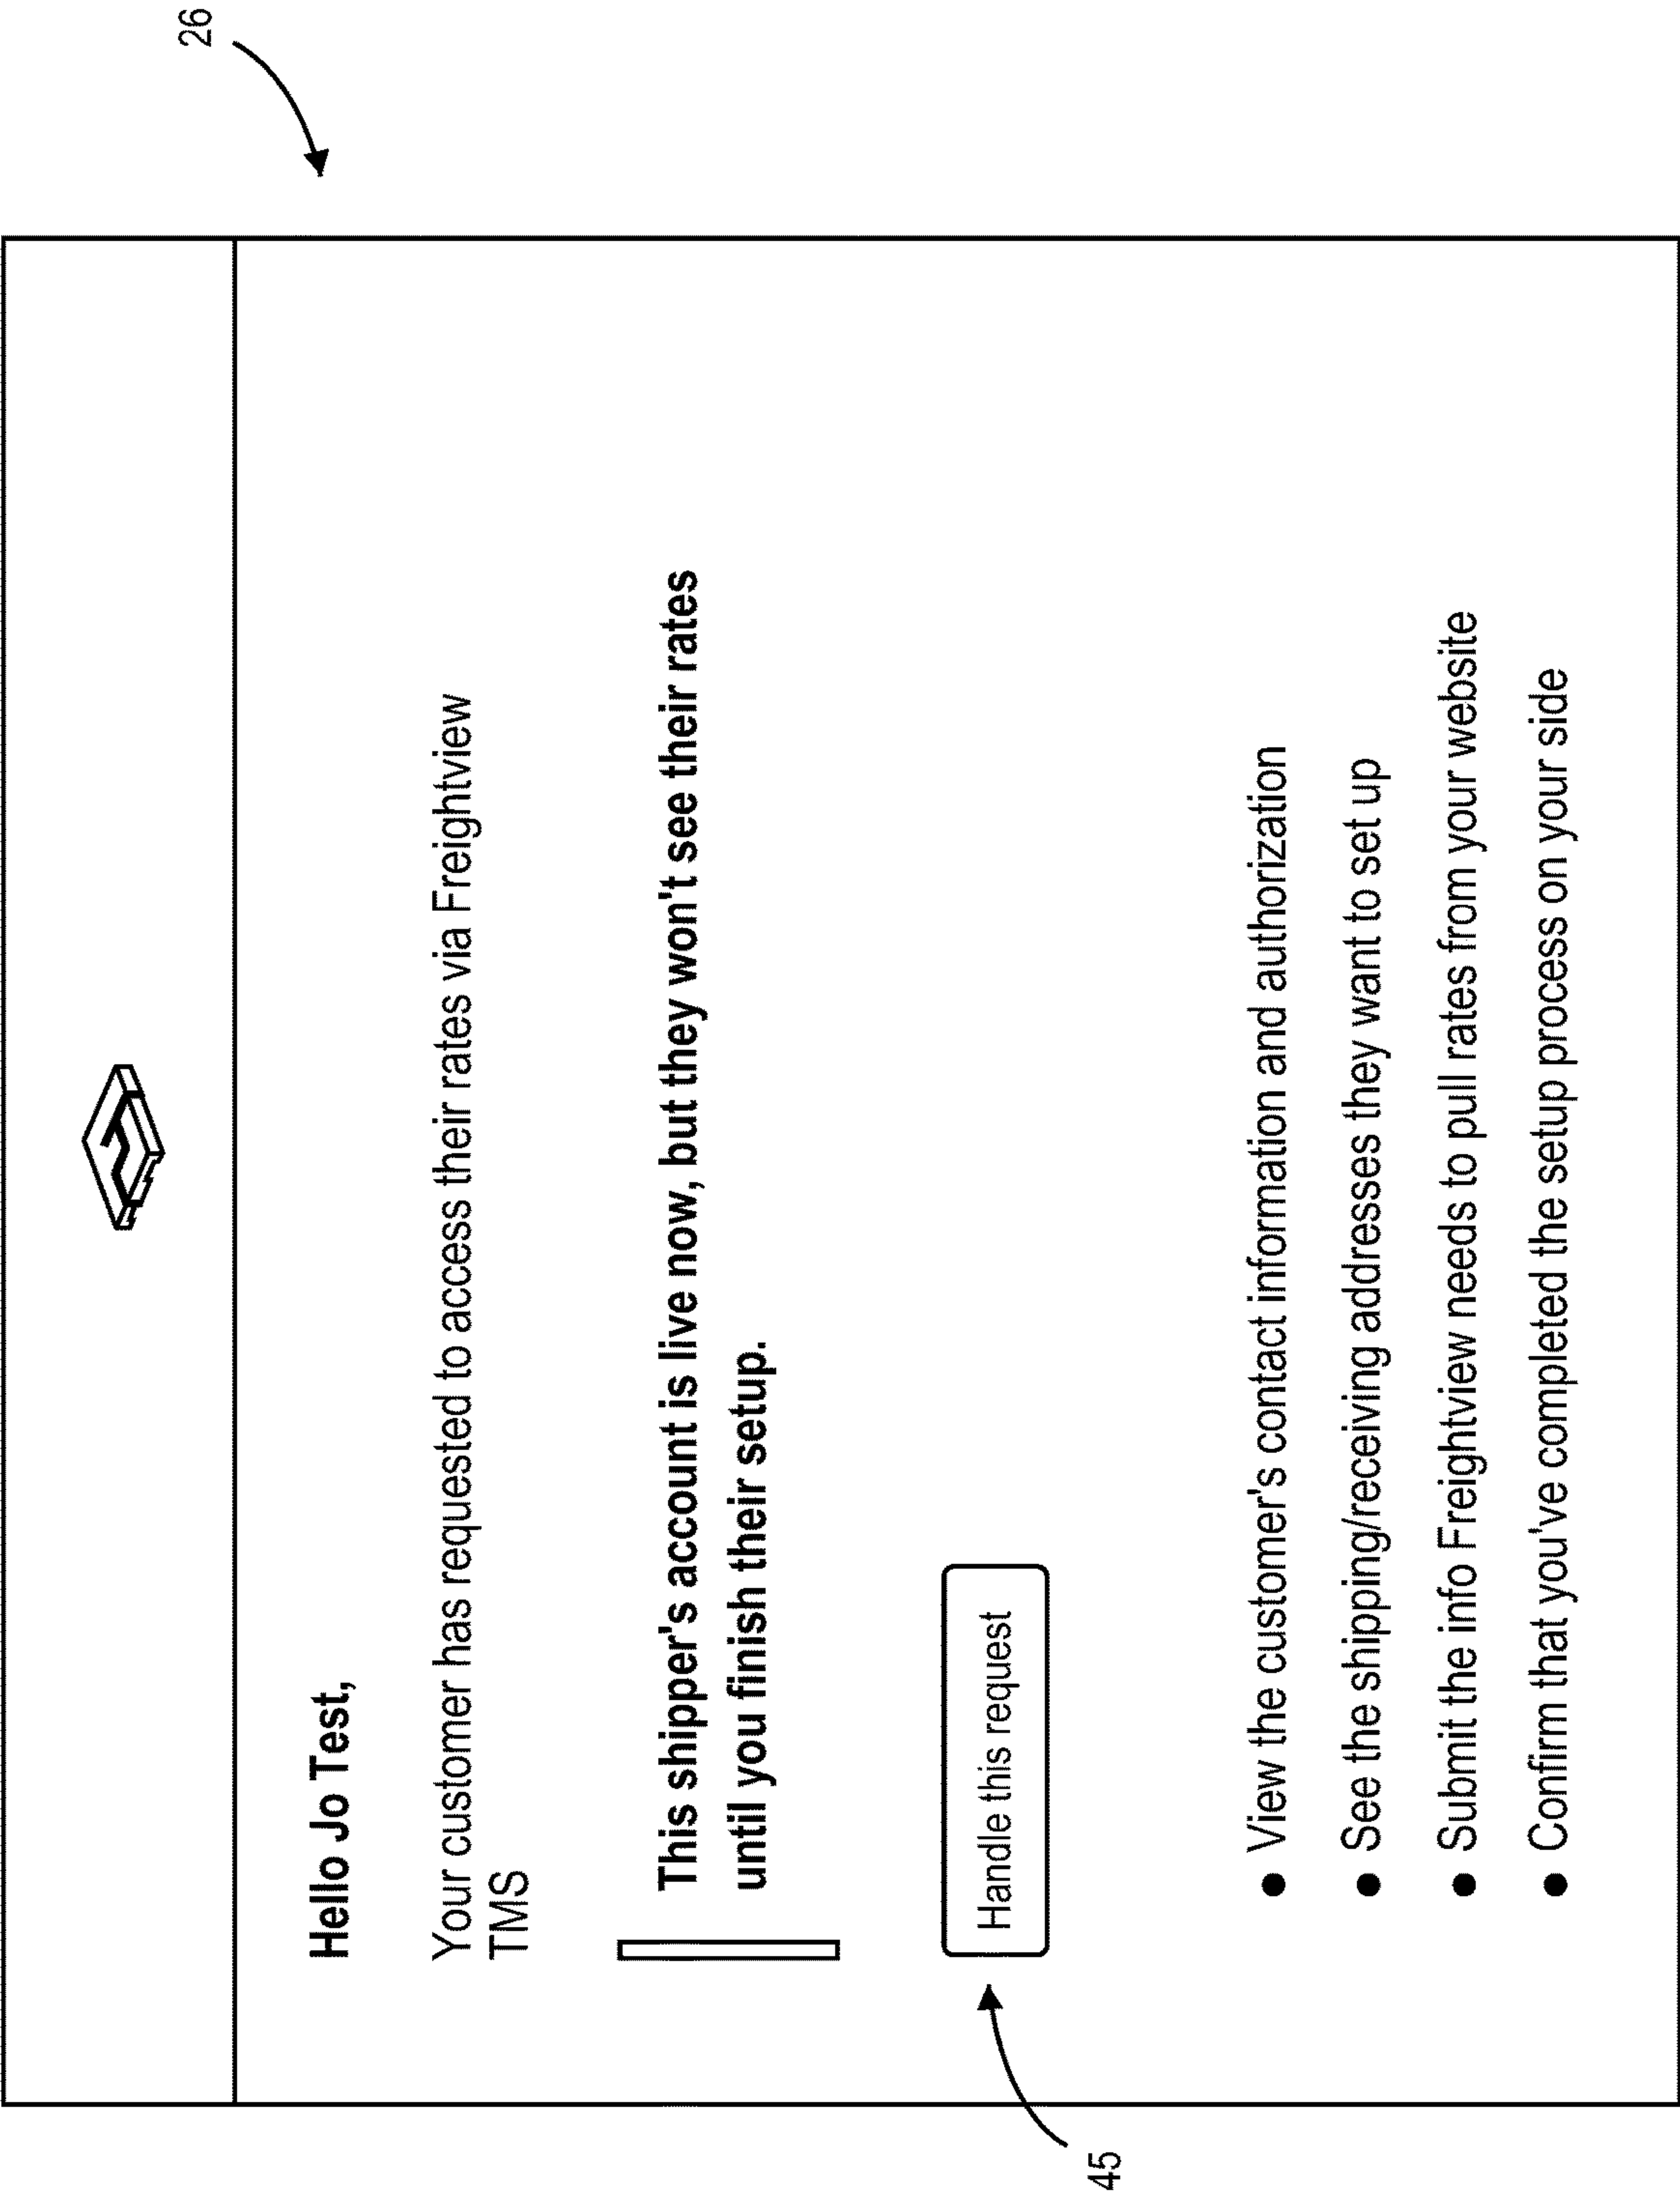 26
Hello Jo Test,
Your customer has requested to access their rates via Freightview
TMS
This shipper's account is live now, but they won't see their rates
until you finish their setup.
Handle this request
45
● View the customer's contact information and authorization
● See the shipping/receiving addresses they want to set up
● Submit the info Freightview needs to pull rates from your website
● Confirm that you've completed the setup process on your side